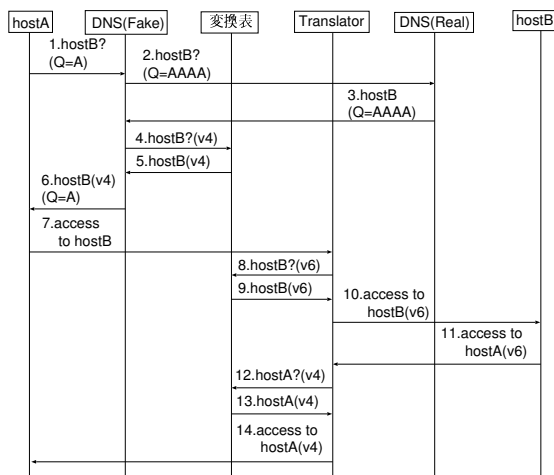 hostA DNS(Fake) 変換表 Translator DNS(Real) hostB
1.hostB?
(Q=A)
2.hostB?
(Q=AAAA)
3.hostB
(Q=AAAA)
4.hostB?(v4)
5.hostB(v4)
6.hostB(v4)
(Q=A)
7.access
to hostB
8.hostB?(v6)
9.hostB(v6)
10.access to
hostB(v6)
11.access to
hostA(v6)
12.hostA?(v4)
13.hostA(v4)
14.access to
hostA(v4)